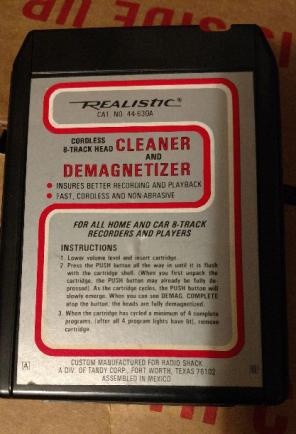 REALISTIC®
CAT. NO. 44-630A
CORDLESS
8-TRACK HEAD CLEANER
AND
DEMAGNETIZER
● INSURES BETTER RECORDING AND PLAYBACK
● FAST, CORDLESS AND NON-ABRASIVE
FOR ALL HOME AND CAR 8-TRACK
RECORDERS AND PLAYERS
INSTRUCTIONS
1. Lower volume level and insert cartridge.
2. Press the PUSH button all the way in until it is flush
with the cartridge shell. (When you first unpack the
cartridge, the PUSH button may already be fully de-
pressed). As the cartridge cycles, the PUSH button will
slowly emerge. When you can see DEMAG. COMPLETE
atop the button, the heads are fully demagnetized.
3. When the cartridge has cycled a minimum of 4 complete
programs, (after all 4 program lights have lit), remove
cartridge.
CUSTOM MANUFACTURED FOR RADIO SHACK
A DIV. OF TANDY CORP., FORT WORTH, TEXAS 76102
ASSEMBLED IN MEXICO
A
IS SIDE UP